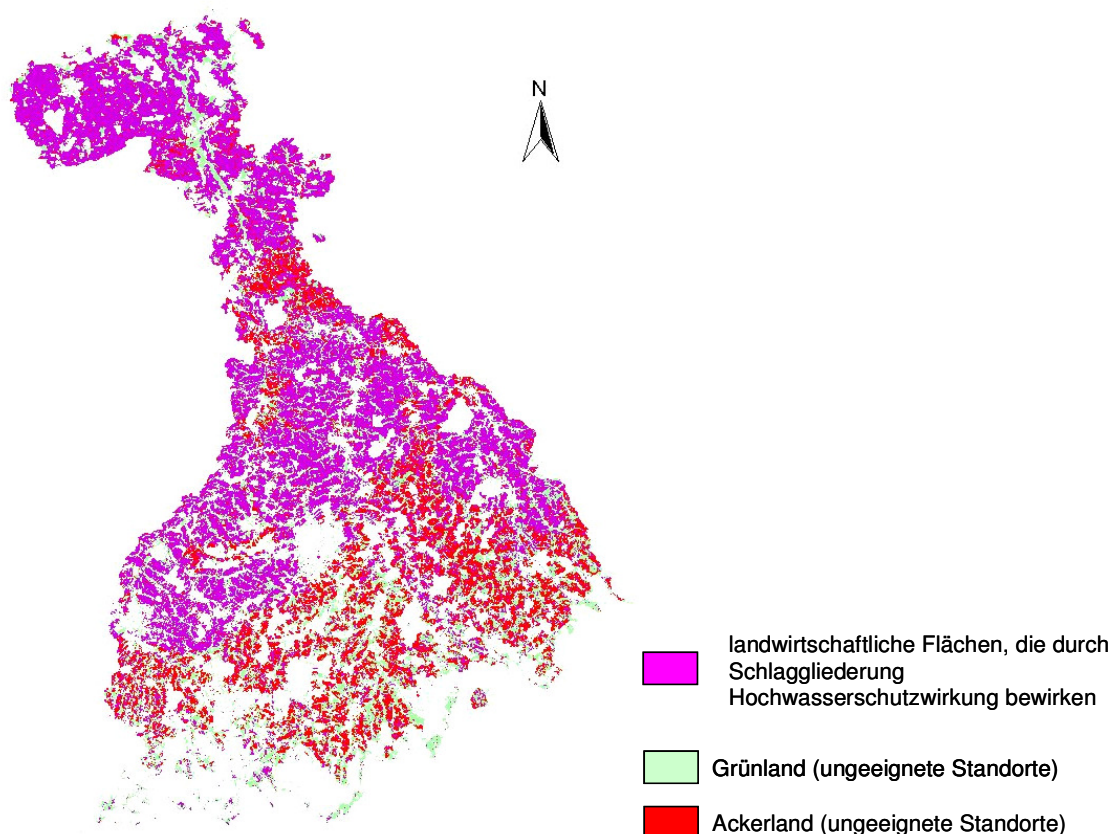 N
landwirtschaftliche Flächen, die durch
Schlaggliederung
Hochwasserschutzwirkung bewirken
Grünland (ungeeignete Standorte)
Ackerland (ungeeignete Standorte)